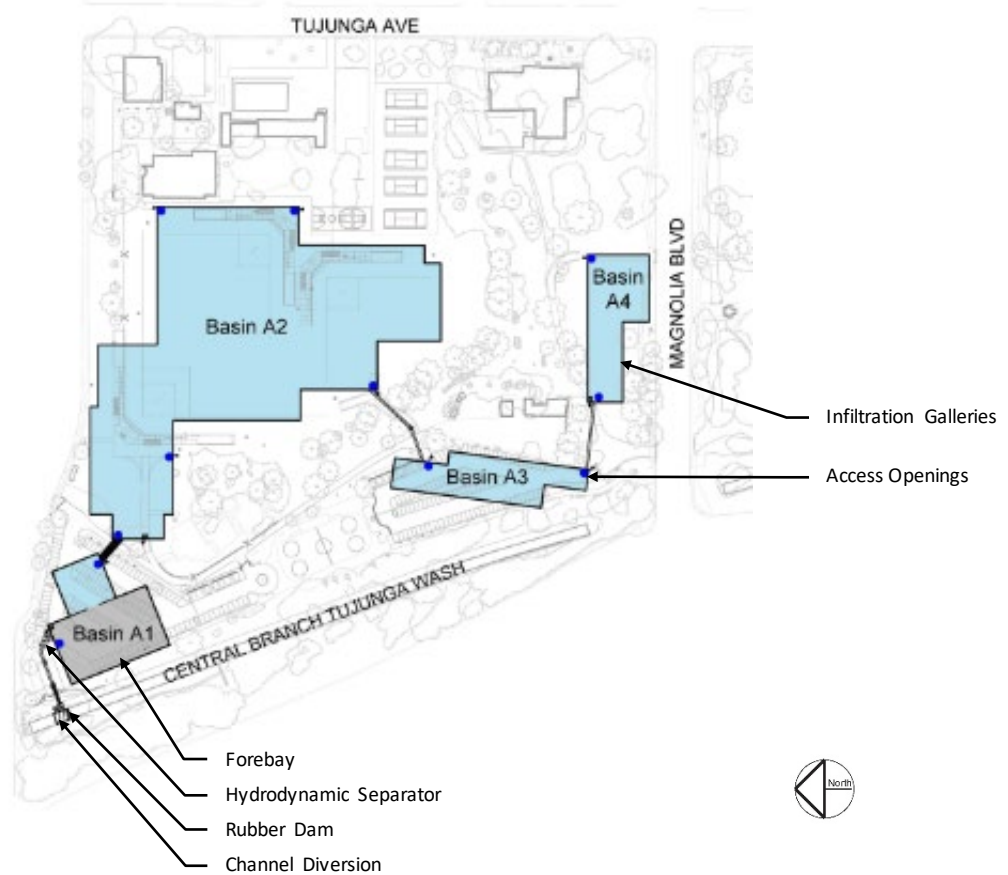 TUJUNGA AVE
MAGNOLIA BLVD
Basin
A4
Basin A2
Infiltration Galleries
Basin A3
Access Openings
CENTRAL BRANCH TUJUNGA WASH
Basin A1
Forebay
North
Hydrodynamic Separator
Rubber Dam
Channel Diversion